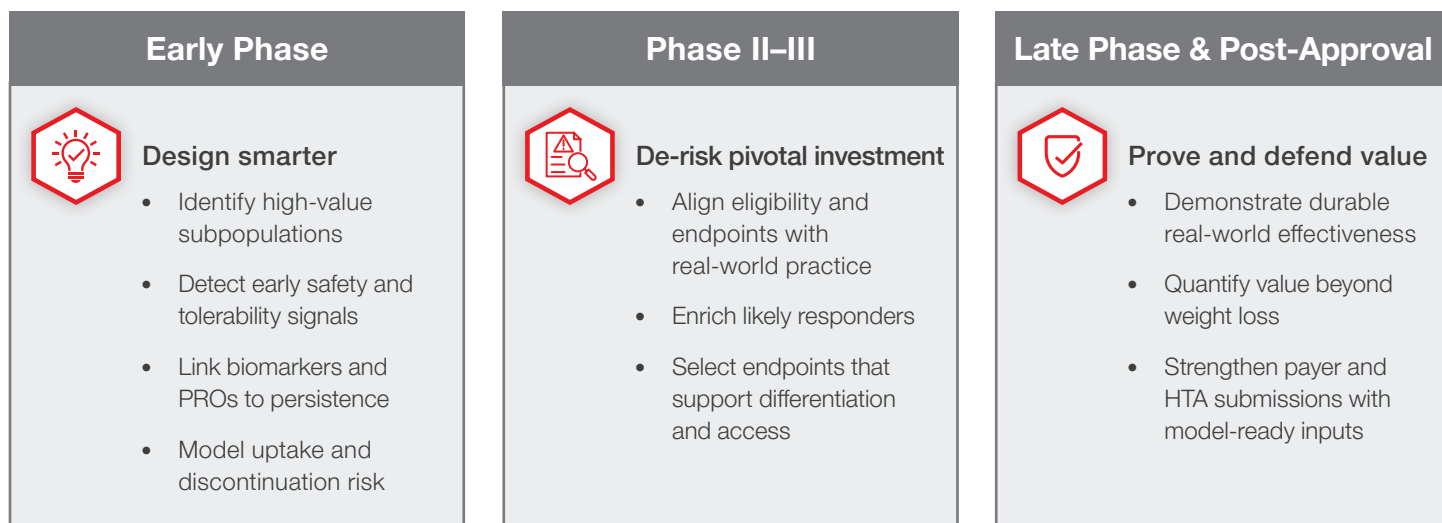 Early Phase
Design smarter
• Identify high-value
subpopulations
• Detect early safety and
tolerability signals
• Link biomarkers and
PROs to persistence
• Model uptake and
discontinuation risk
Phase II–III
De-risk pivotal investment
• Align eligibility and
endpoints with
real-world practice
• Enrich likely responders
• Select endpoints that
support differentiation
and access
Late Phase & Post-Approval
Prove and defend value
• Demonstrate durable
real-world effectiveness
• Quantify value beyond
weight loss
• Strengthen payer and
HTA submissions with
model-ready inputs